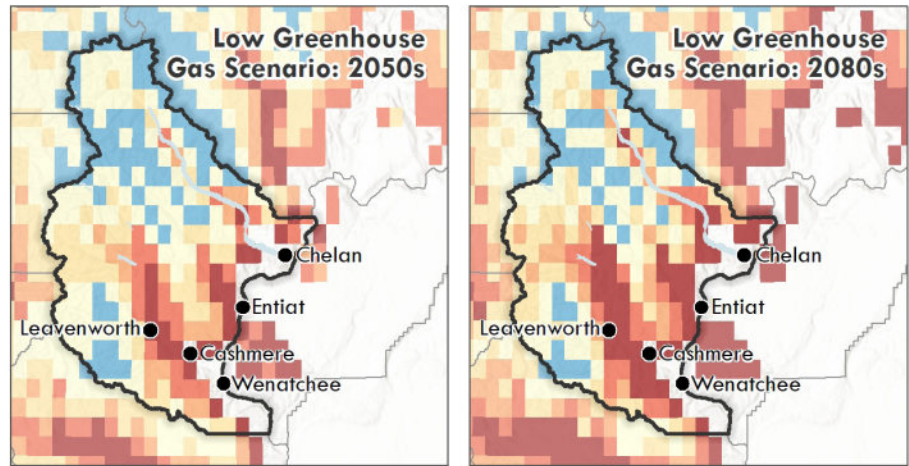 Low Greenhouse
Gas Scenario: 2050s
Chelan
Entiat
Leavenworth
Cashmere
Wenatchee
Low Greenhouse
Gas Scenario: 2080s
Chelan
Entiat
Leavenworth
Cashmere
Wenatchee